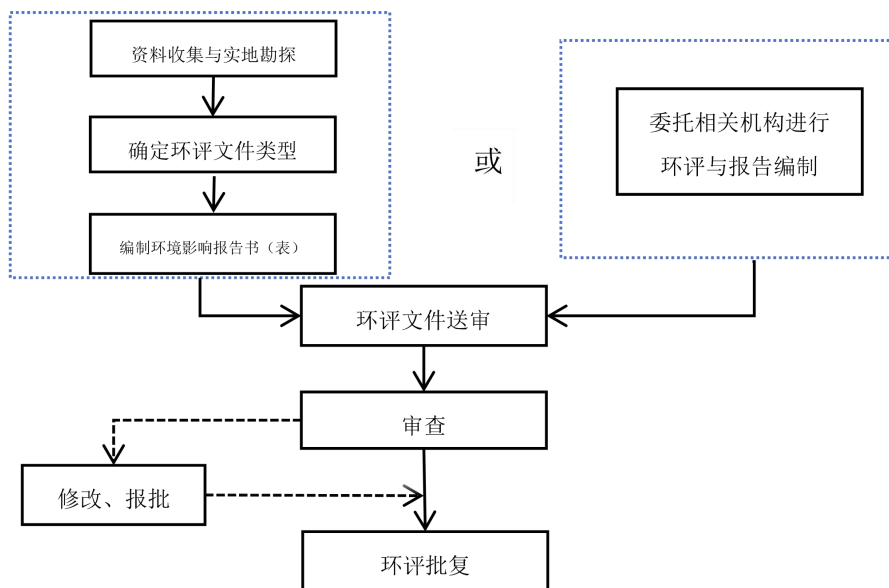 资料收集与实地勘探
确定环评文件类型
编制环境影响报告书（表）
或
委托相关机构进行
环评与报告编制
环评文件送审
审查
修改、报批
环评批复